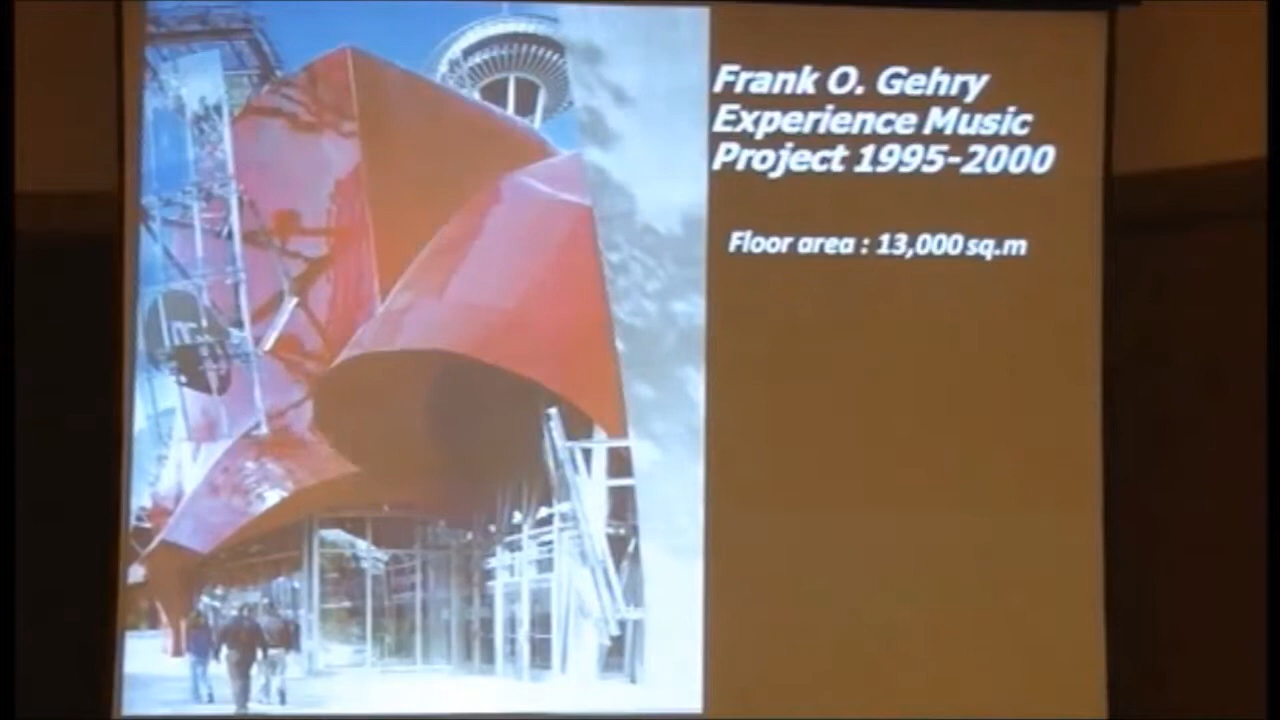 Frank O. Gehry
Experience Music
Project 1995-2000
Floor area : 13,000 sq.m